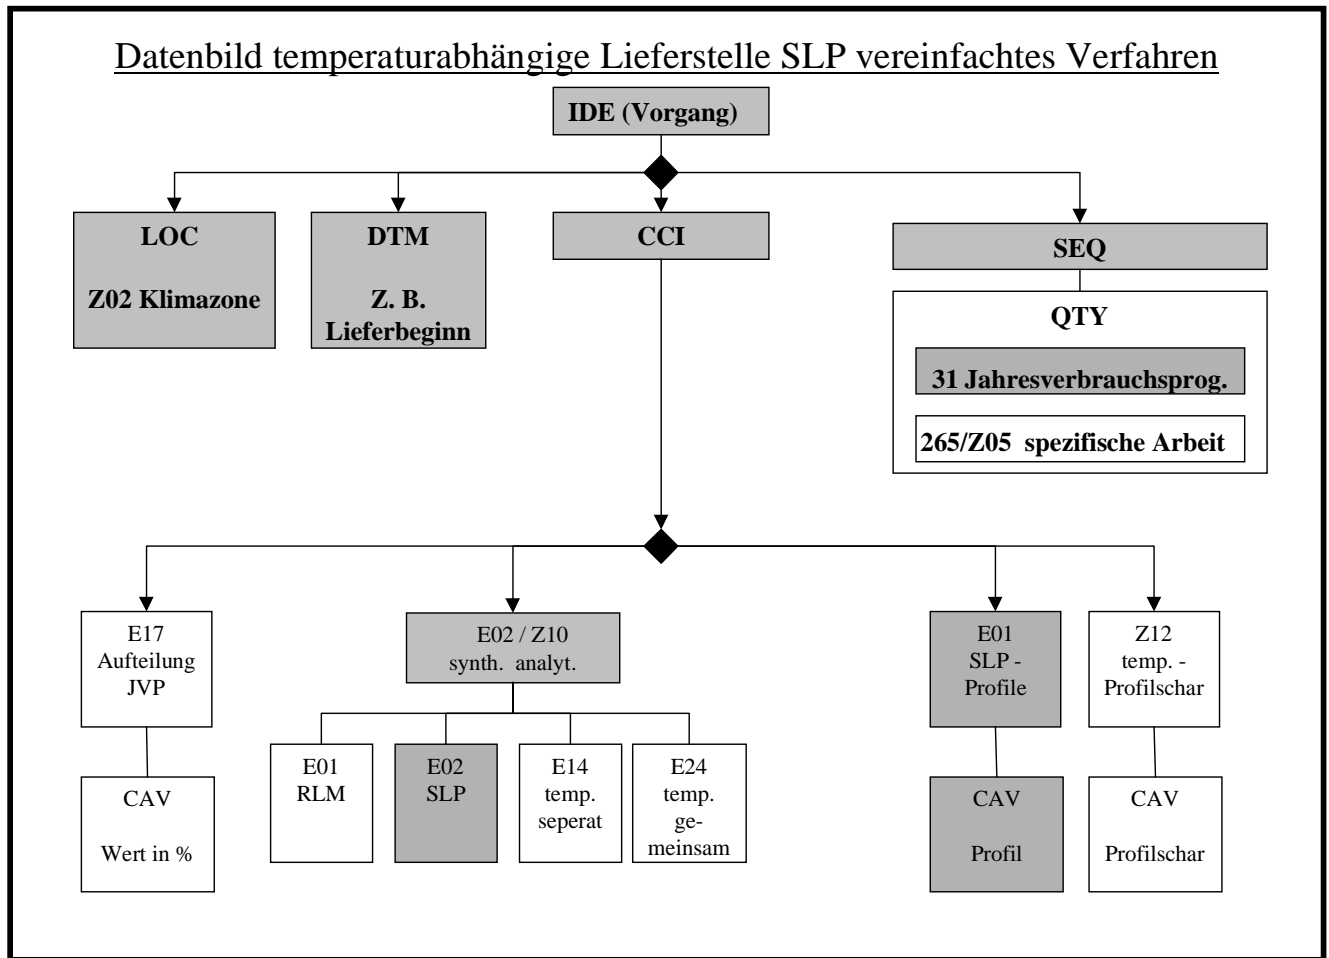 Datenbild temperaturabhängige Lieferstelle SLP vereinfachtes Verfahren
IDE (Vorgang)
LOC
Z02 Klimazone
DTM
Z. B.
Lieferbeginn
CCI
SEQ
QTY
31 Jahresverbrauchsprog.
265/Z05 spezifische Arbeit
E17
Aufteilung
JVP
CAV
Wert in %
E02 / Z10
synth. analyt.
E01
RLM
E02
SLP
E14
temp.
seperat
E24
temp.
ge-
meinsam
E01
SLP -
Profile
CAV
Profil
Z12
temp. -
Profilschar
CAV
Profilschar